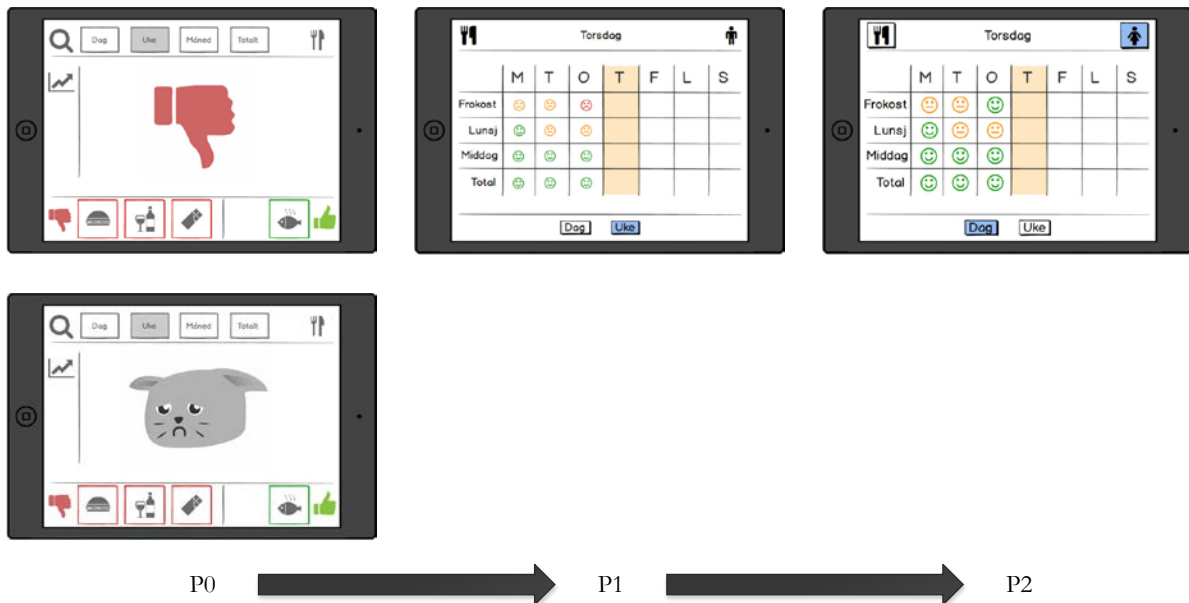 Dag Uke Måned Totalt
Torsdag
M T O T F L S
Frokost
Lunsj
Middag
Total
Dag Uke
Torsdag
M T O T F L S
Frokost
Lunsj
Middag
Total
Dag Uke
Dag Uke Måned Totalt
P0 P1 P2